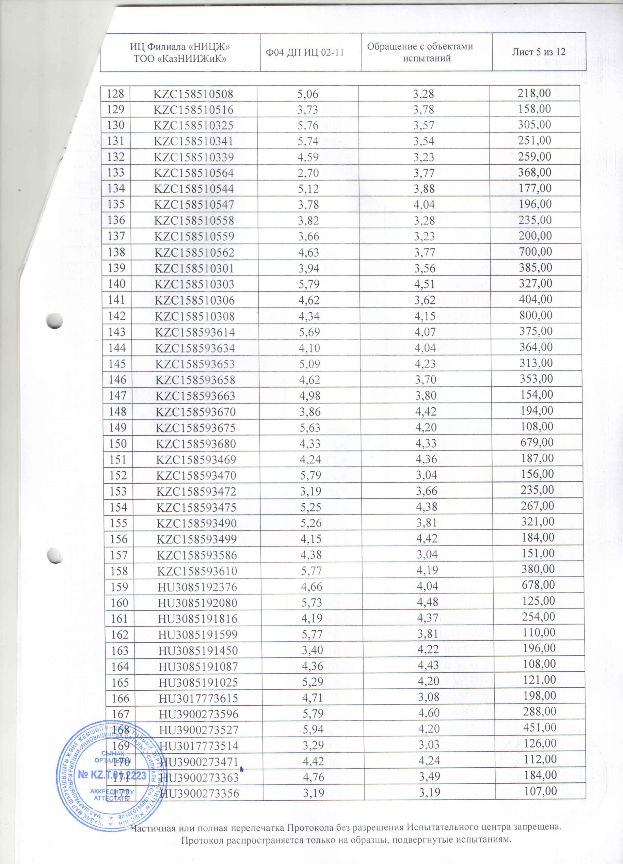 ИЦ Филиала «НИЦЖ»
ТОО «КазНИИЖиК»
Ф04 ДП ИЦ 02-11
Обращение с объектами
испытаний
Лист 5 из 12
128 KZC158510508 5,06 3,28 218,00
129 KZC158510516 3,73 3,78 158,00
130 KZC158510325 5,76 3,57 305,00
131 KZC158510341 5,74 3,54 251,00
132 KZC158510339 4,59 3,23 259,00
133 KZC158510564 2,70 3,77 368,00
134 KZC158510544 5,12 3,88 177,00
135 KZC158510547 3,78 4,04 196,00
136 KZC158510558 3,82 3,28 235,00
137 KZC158510559 3,66 3,23 200,00
138 KZC158510562 4,63 3,77 700,00
139 KZC158510301 3,94 3,56 385,00
140 KZC158510303 5,79 4,51 327,00
141 KZC158510306 4,62 3,62 404,00
142 KZC158510308 4,34 4,15 800,00
143 KZC158593614 5,69 4,07 375,00
144 KZC158593634 4,10 4,04 364,00
145 KZC158593653 5,09 4,23 313,00
146 KZC158593658 4,62 3,70 353,00
147 KZC158593663 4,98 3,80 154,00
148 KZC158593670 3,86 4,42 194,00
149 KZC158593675 5,63 4,20 108,00
150 KZC158593680 4,33 4,33 679,00
151 KZC158593469 4,24 4,36 187,00
152 KZC158593470 5,79 3,04 156,00
153 KZC158593472 3,19 3,66 235,00
154 KZC158593475 5,25 4,38 267,00
155 KZC158593490 5,26 3,81 321,00
156 KZC158593499 4,15 4,42 184,00
157 KZC158593586 4,38 3,04 151,00
158 KZC158593610 5,77 4,19 380,00
159 HU3085192376 4,66 4,04 678,00
160 HU3085192080 5,73 4,48 125,00
161 HU3085191816 4,19 4,37 254,00
162 HU3085191599 5,77 3,81 110,00
163 HU3085191450 3,40 4,22 196,00
164 HU3085191087 4,36 4,43 108,00
165 HU3085191025 5,29 4,20 121,00
166 HU3017773615 4,71 3,08 198,00
167 HU3900273596 5,79 4,60 288,00
168 HU3900273527 5,94 4,20 451,00
169 HU3017773514 3,29 3,03 126,00
170 HU3900273471 4,42 4,24 112,00
171 HU3900273363 4,76 3,49 184,00
172 HU3900273356 3,19 3,19 107,00
СЫНАҚ
ОРТАЛЫҒЫ
№ KZ.T.01.2223
АККРЕДИТТЕУ
АТТЕСТАТЫ
Частичная или полная перепечатка Протокола без разрешения Испытательного центра запрещена.
Протокол распространяется только на образцы, подвергнутые испытаниям.